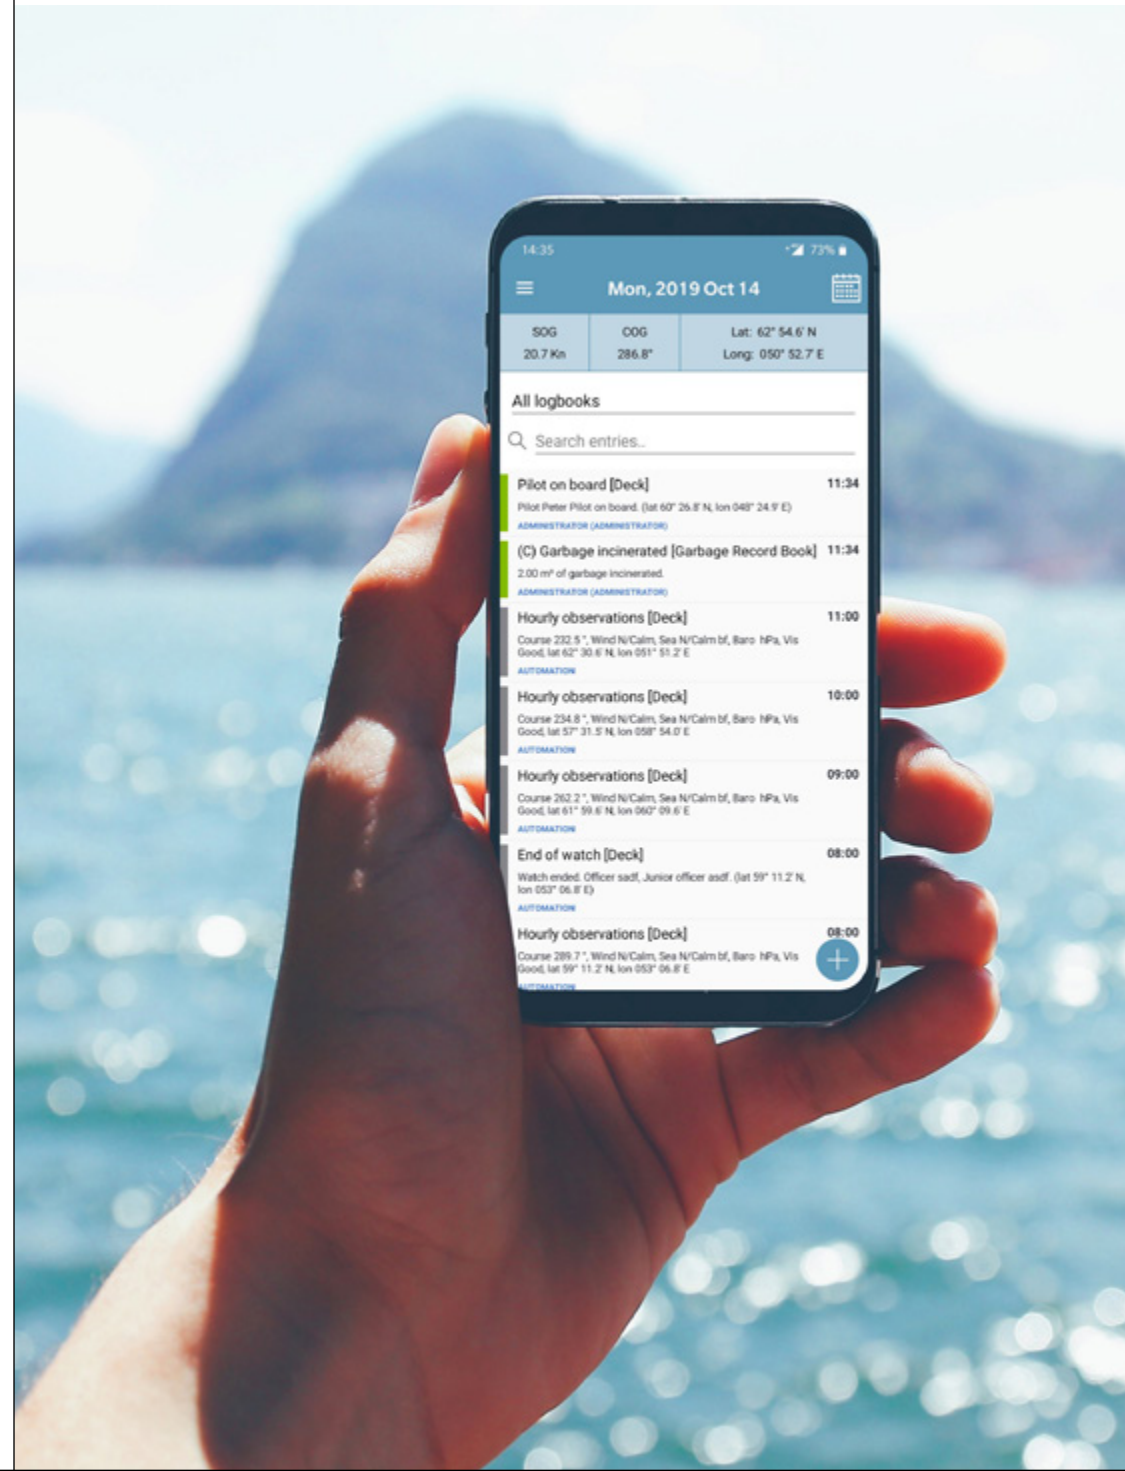 14:35 73%
Mon, 2019 Oct 14
SOG COG Lat: 62° 54.6' N
20.7 Kn 286.8° Long: 050° 52.7' E
All logbooks
Search entries..
Pilot on board [Deck] 11:34
Pilot Peter Pilot on board. (lat 60° 26.8' N, lon 048° 24.9' E)
ADMINISTRATOR (ADMINISTRATOR)
(C) Garbage incinerated [Garbage Record Book] 11:34
2.00 m³ of garbage incinerated.
ADMINISTRATOR (ADMINISTRATOR)
Hourly observations [Deck] 11:00
Course 232.5 °, Wind N/Calm, Sea N/Calm bf, Baro hPa, Vis
Good, lat 62° 30.6' N, lon 051° 51.2' E
AUTOMATION
Hourly observations [Deck] 10:00
Course 234.8 °, Wind N/Calm, Sea N/Calm bf, Baro hPa, Vis
Good, lat 57° 31.5' N, lon 058° 54.0' E
AUTOMATION
Hourly observations [Deck] 09:00
Course 262.2 °, Wind N/Calm, Sea N/Calm bf, Baro hPa, Vis
Good, lat 61° 59.6' N, lon 060° 09.6' E
AUTOMATION
End of watch [Deck] 08:00
Watch ended. Officer sadf, Junior officer asdf. (lat 59° 11.2' N,
lon 053° 06.8' E)
AUTOMATION
Hourly observations [Deck] 08:00
Course 289.7 °, Wind N/Calm, Sea N/Calm bf, Baro hPa, Vis
Good, lat 59° 11.2' N, lon 053° 06.8' E
AUTOMATION